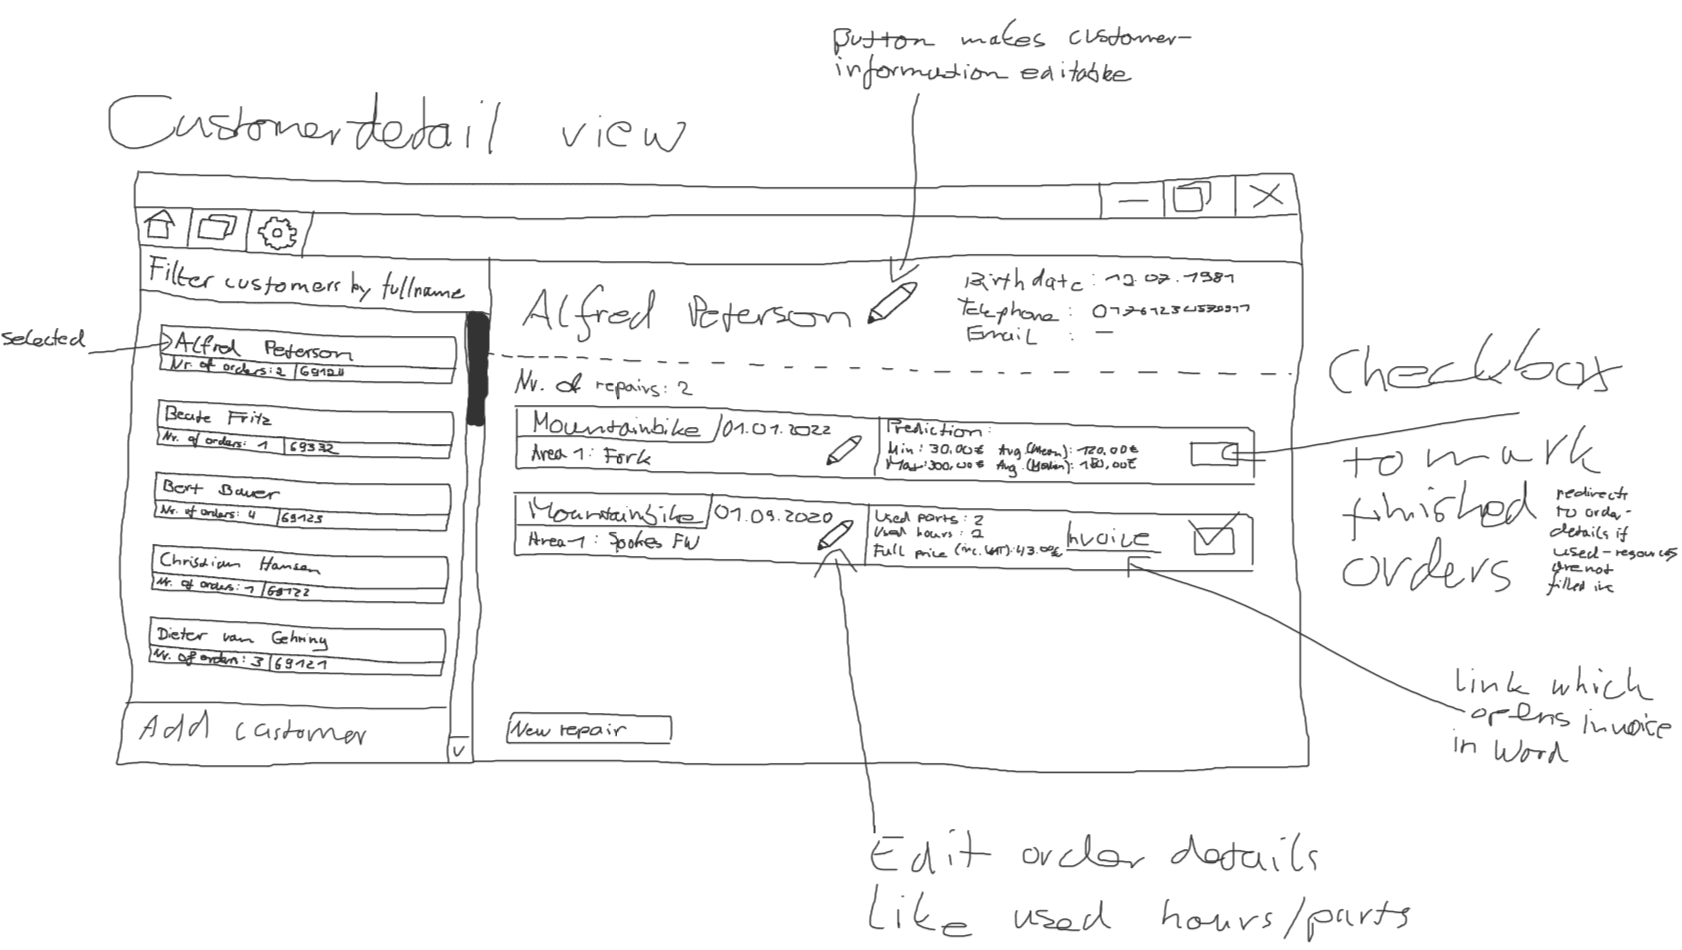 Button makes customer-
information editable
Customerdetail view
Filter customers by fullname
selected
Alfred Peterson
Nr. of orders: 2
Beate Fritz
Nr. of orders: 1 69332
Bert Bauer
Nr. of orders: 4 69123
Christian Hansen
Nr. of orders: 1 69122
Dieter van Gehring
Nr. of orders: 3 69121
Add customer
Alfred Peterson
Birthdate: 12.07.1981
Telephone:
Email : —
Nr. of repairs: 2
Mountainbike 01.01.2022
Area 1: Fork
Prediction:
Min: 30,00€ Avg.(Mean): 120,00€
Max: 300,00€ Avg.(Median): 180,00€
Mountainbike 01.09.2020
Area 1: Spokes FW
Used parts: 2
Used hours: 2
Full price (inc. VAT): 43.00€
Invoice
New repair
Checkbox
to mark
finished
orders
redirects
to order-
details if
used-resources
are not
filled in
Link which
opens invoice
in Word
Edit order details
Like used hours/parts